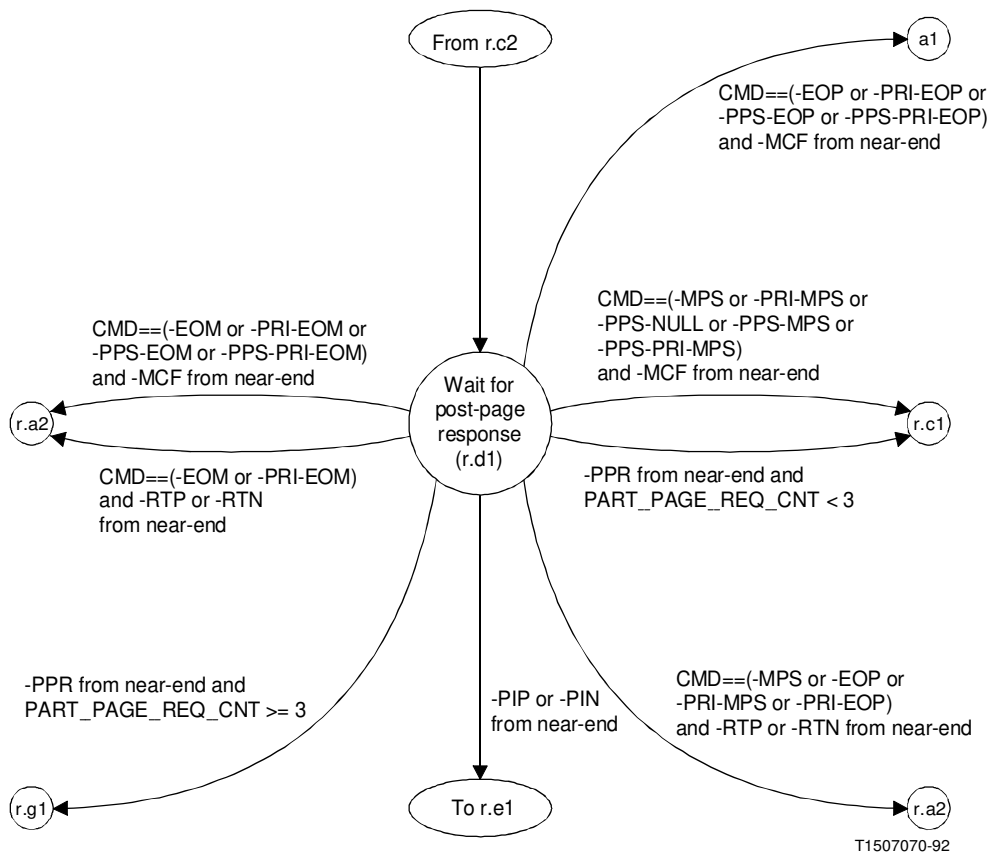 From r.c2
a1
CMD==(-EOP or -PRI-EOP or
-PPS-EOP or -PPS-PRI-EOP)
and -MCF from near-end
CMD==(-EOM or -PRI-EOM or
-PPS-EOM or -PPS-PRI-EOM)
and -MCF from near-end
CMD==(-MPS or -PRI-MPS or
-PPS-NULL or -PPS-MPS or
-PPS-PRI-MPS)
and -MCF from near-end
r.a2
Wait for
post-page
response
(r.d1)
r.c1
CMD==(-EOM or -PRI-EOM)
and -RTP or -RTN
from near-end
-PPR from near-end and
PART_PAGE_REQ_CNT < 3
-PPR from near-end and
PART_PAGE_REQ_CNT >= 3
-PIP or -PIN
from near-end
CMD==(-MPS or -EOP or
-PRI-MPS or -PRI-EOP)
and -RTP or -RTN from near-end
r.g1
To r.e1
r.a2
T1507070-92